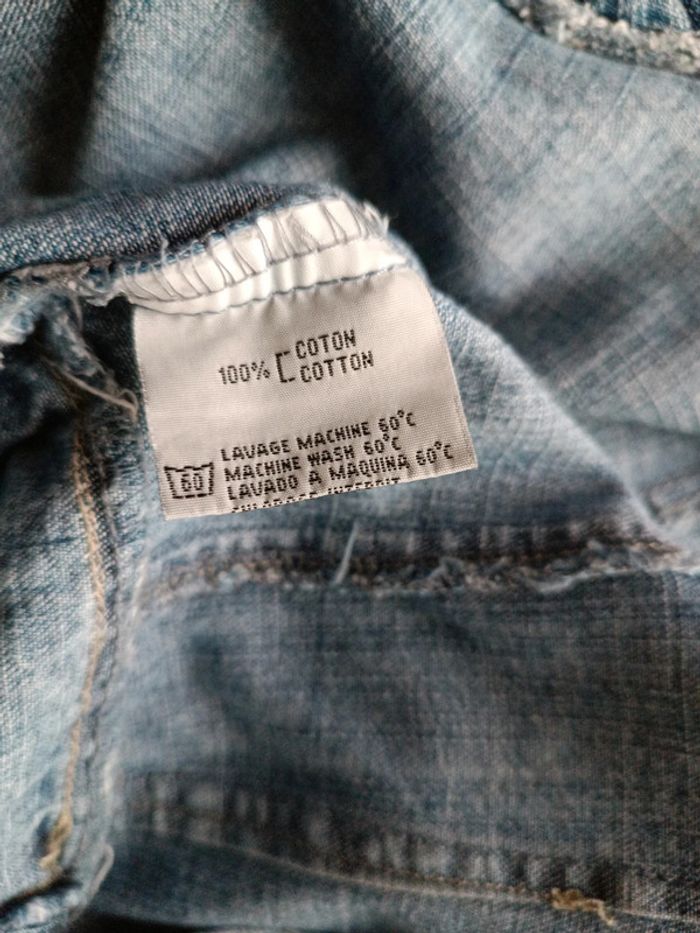 100% COTON
COTTON
60
LAVAGE MACHINE 60°C
MACHINE WASH 60°C
LAVADO A MAQUINA 60°C